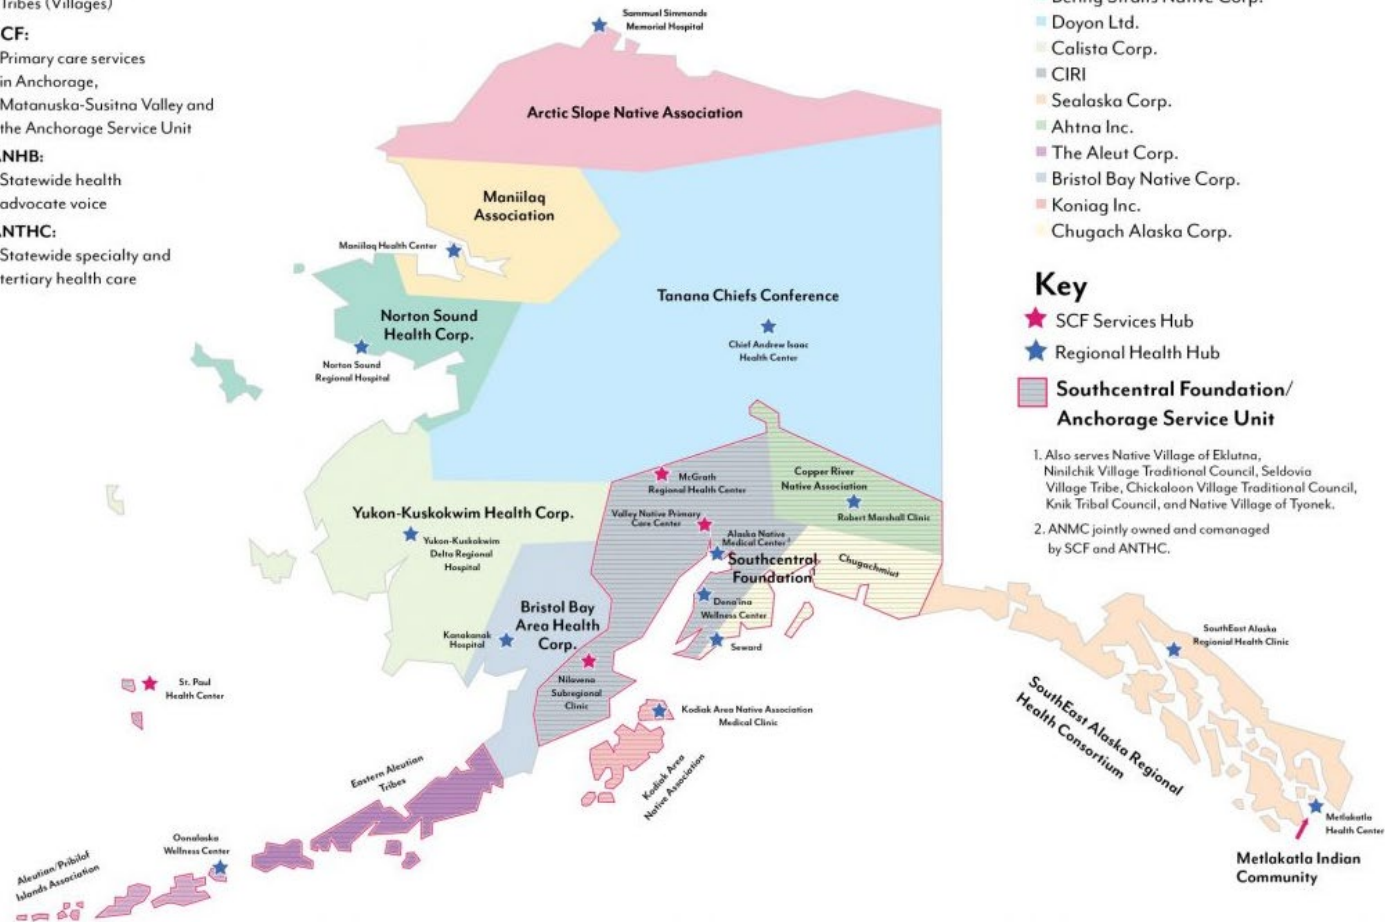 Tribes (Villages)
CF:
Primary care services
in Anchorage,
Matanuska-Susitna Valley and
the Anchorage Service Unit
NHB:
Statewide health
advocate voice
NTHC:
Statewide specialty and
tertiary health care
Sammuel Simmonds
Memorial Hospital
Arctic Slope Native Association
Maniilaq
Association
Maniilaq Health Center
Norton Sound
Health Corp.
Norton Sound
Regional Hospital
Tanana Chiefs Conference
Chief Andrew Isaac
Health Center
Yukon-Kuskokwim Health Corp.
Yukon-Kuskokwim
Delta Regional
Hospital
McGrath
Regional Health Center
Copper River
Native Association
Robert Marshall Clinic
Valley Native Primary
Care Center
Alaska Native
Medical Center
Southcentral
Foundation
Chugachmiut
Dena'ina
Wellness Center
Seward
Bristol Bay
Area Health
Corp.
Kanakanak
Hospital
Nilavena
Subregional
Clinic
St. Paul
Health Center
Kodiak Area Native Association
Medical Clinic
Kodiak Area
Native Association
Eastern Aleutian
Tribes
Oonalaska
Wellness Center
Aleutian/Pribilof
Islands Association
SouthEast Alaska
Regionial Health Clinic
SouthEast Alaska Regional
Health Consortium
Metlakatla
Health Center
Metlakatla Indian
Community
Bering Straits Native Corp.
Doyon Ltd.
Calista Corp.
CIRI
Sealaska Corp.
Ahtna Inc.
The Aleut Corp.
Bristol Bay Native Corp.
Koniag Inc.
Chugach Alaska Corp.
Key
SCF Services Hub
Regional Health Hub
Southcentral Foundation/
Anchorage Service Unit
1. Also serves Native Village of Eklutna,
Ninilchik Village Traditional Council, Seldovia
Village Tribe, Chickaloon Village Traditional Council,
Knik Tribal Council, and Native Village of Tyonek.
2. ANMC jointly owned and comanaged
by SCF and ANTHC.